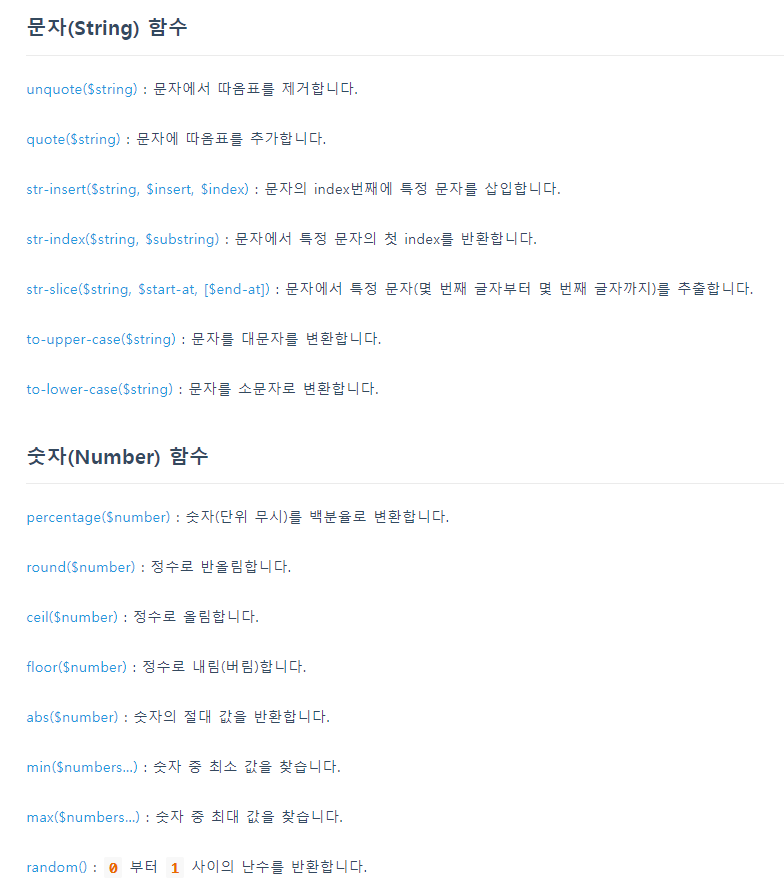 문자(String) 함수
unquote($string) : 문자에서 따옴표를 제거합니다.
quote($string) : 문자에 따옴표를 추가합니다.
str-insert($string, $insert, $index) : 문자의 index번째에 특정 문자를 삽입합니다.
str-index($string, $substring) : 문자에서 특정 문자의 첫 index를 반환합니다.
str-slice($string, $start-at, [$end-at]) : 문자에서 특정 문자(몇 번째 글자부터 몇 번째 글자까지)를 추출합니다.
to-upper-case($string) : 문자를 대문자를 변환합니다.
to-lower-case($string) : 문자를 소문자로 변환합니다.
숫자(Number) 함수
percentage($number) : 숫자(단위 무시)를 백분율로 변환합니다.
round($number) : 정수로 반올림합니다.
ceil($number) : 정수로 올림합니다.
floor($number) : 정수로 내림(버림)합니다.
abs($number) : 숫자의 절대 값을 반환합니다.
min($numbers…) : 숫자 중 최소 값을 찾습니다.
max($numbers…) : 숫자 중 최대 값을 찾습니다.
random() : 0 부터 1 사이의 난수를 반환합니다.